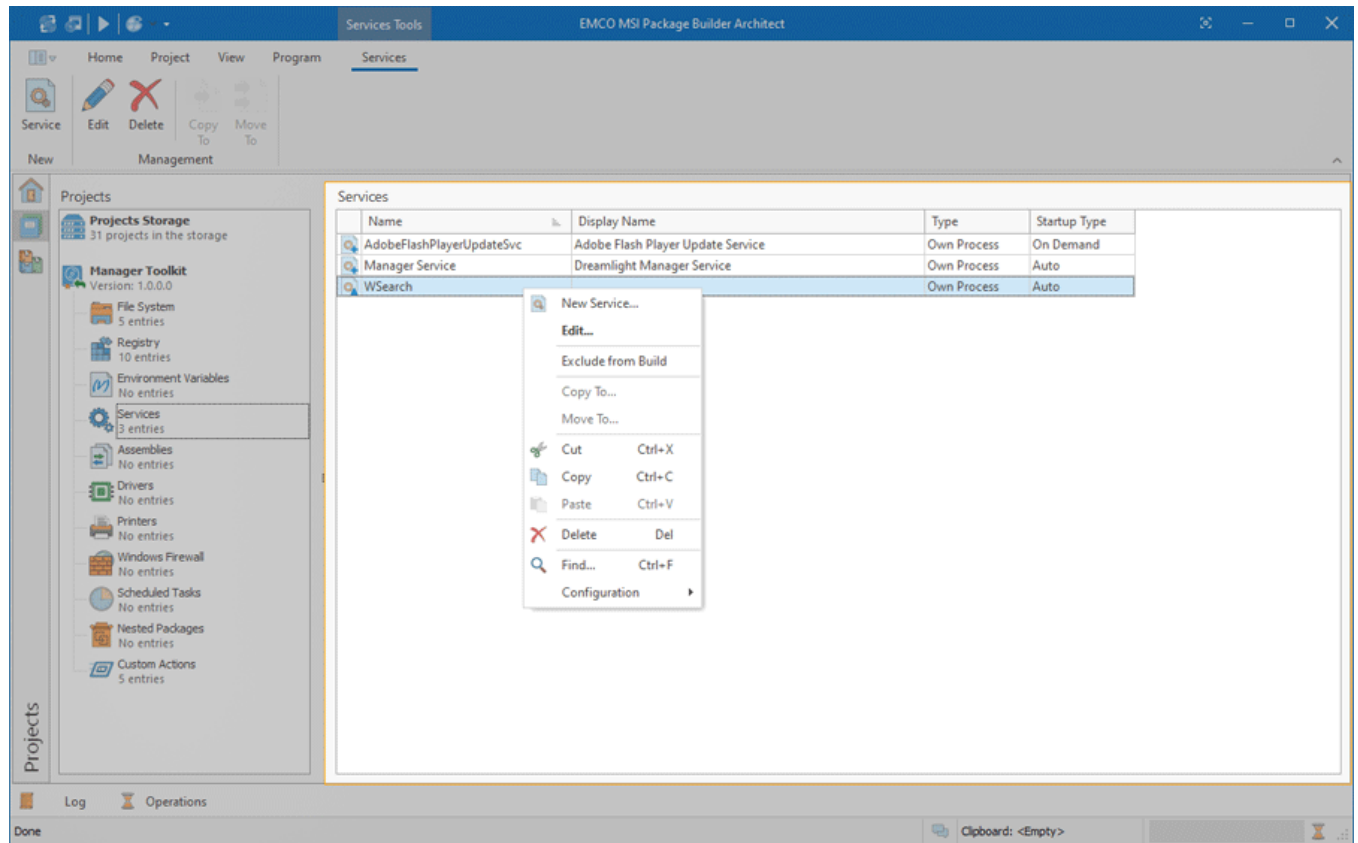 Services Tools
EMCO MSI Package Builder Architect
Home Project View Program Services
Service Edit Delete Copy To Move To
New Management
Projects
Projects Storage
31 projects in the storage
Manager Toolkit
Version: 1.0.0.0
File System
5 entries
Registry
10 entries
Environment Variables
No entries
Services
3 entries
Assemblies
No entries
Drivers
No entries
Printers
No entries
Windows Firewall
No entries
Scheduled Tasks
No entries
Nested Packages
No entries
Custom Actions
5 entries
Projects
Services
Name Display Name Type Startup Type
AdobeFlashPlayerUpdateSvc Adobe Flash Player Update Service Own Process On Demand
Manager Service Dreamlight Manager Service Own Process Auto
WSearch Own Process Auto
New Service...
Edit...
Exclude from Build
Copy To...
Move To...
Cut Ctrl+X
Copy Ctrl+C
Paste Ctrl+V
Delete Del
Find... Ctrl+F
Configuration
Log Operations
Done Clipboard: <Empty>